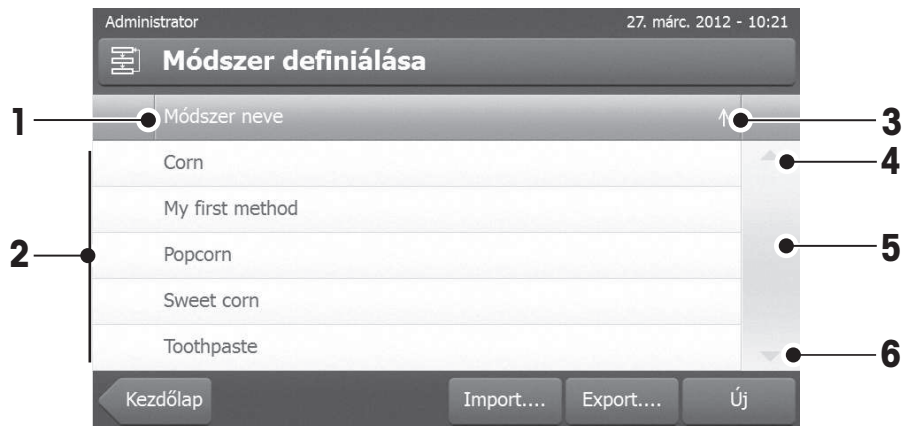 Administrator 27. márc. 2012 - 10:21
Módszer definiálása
1 Módszer neve 3
Corn 4
My first method
2 Popcorn 5
Sweet corn
Toothpaste 6
Kezdőlap Import.... Export.... Új